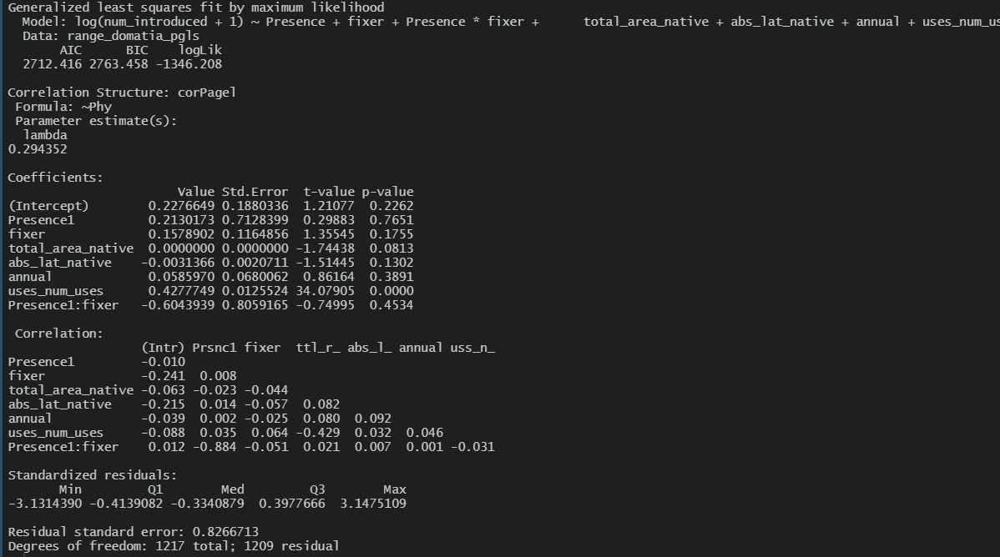 Generalized least squares fit by maximum likelihood
  Model: log(num_introduced + 1) ~ Presence + fixer + Presence * fixer +      total_area_native + abs_lat_native + annual + uses_num_us
  Data: range_domatia_pgls
       AIC      BIC    logLik
  2712.416 2763.458 -1346.208

Correlation Structure: corPagel
 Formula: ~Phy
 Parameter estimate(s):
  lambda
0.294352

Coefficients:
                       Value Std.Error  t-value p-value
(Intercept)        0.2276649 0.1880336  1.21077  0.2262
Presence1          0.2130173 0.7128399  0.29883  0.7651
fixer              0.1578902 0.1164856  1.35545  0.1755
total_area_native  0.0000000 0.0000000 -1.74438  0.0813
abs_lat_native    -0.0031366 0.0020711 -1.51445  0.1302
annual             0.0585970 0.0680062  0.86164  0.3891
uses_num_uses      0.4277749 0.0125524 34.07905  0.0000
Presence1:fixer   -0.6043939 0.8059165 -0.74995  0.4534

 Correlation:
                  (Intr) Prsnc1 fixer  ttl_r_ abs_l_ annual uss_n_
Presence1         -0.010
fixer             -0.241  0.008
total_area_native -0.063 -0.023 -0.044
abs_lat_native    -0.215  0.014 -0.057  0.082
annual            -0.039  0.002 -0.025  0.080  0.092
uses_num_uses     -0.088  0.035  0.064 -0.429  0.032  0.046
Presence1:fixer    0.012 -0.884 -0.051  0.021  0.007  0.001 -0.031

Standardized residuals:
       Min         Q1        Med         Q3        Max
-3.1314390 -0.4139082 -0.3340879  0.3977666  3.1475109

Residual standard error: 0.8266713
Degrees of freedom: 1217 total; 1209 residual